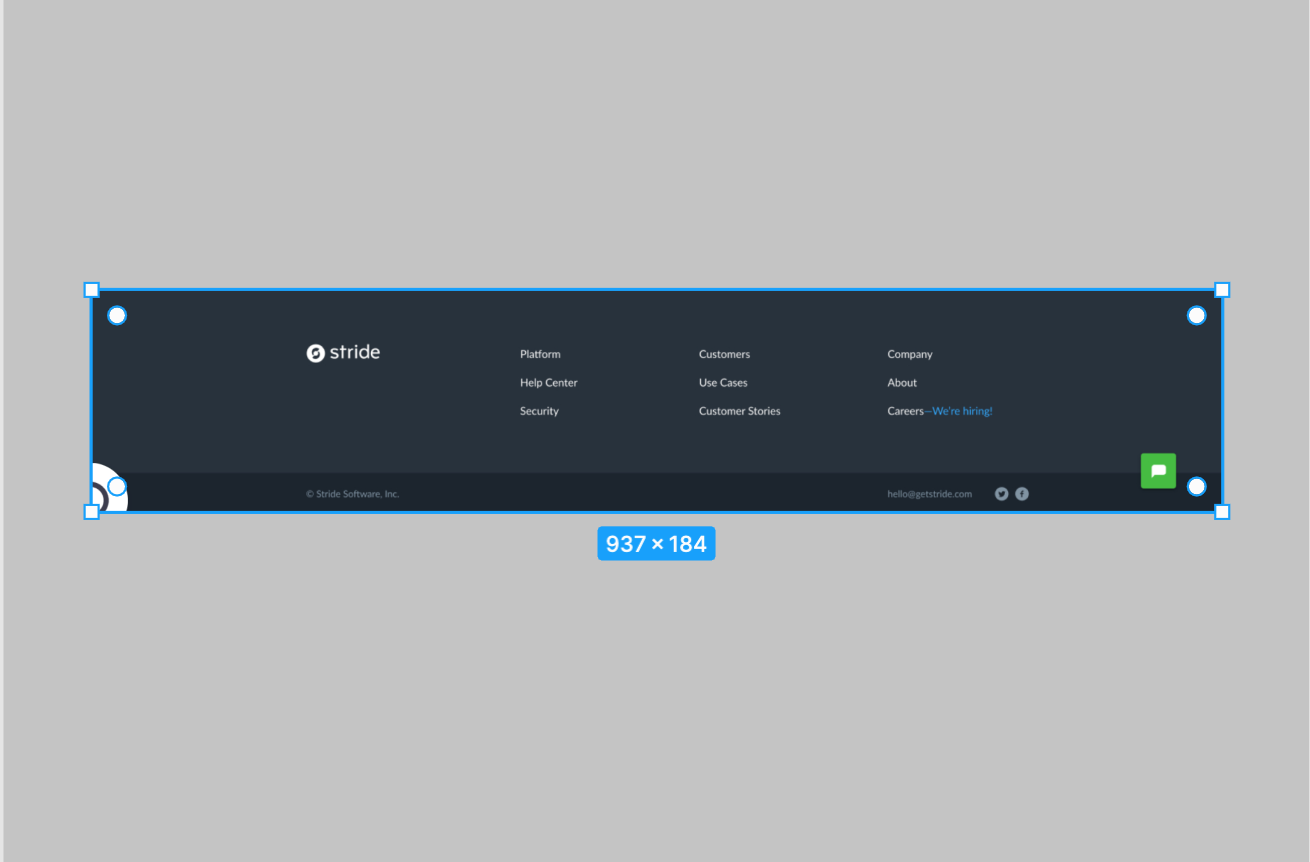 stride
Platform
Help Center
Security
Customers
Use Cases
Customer Stories
Company
About
Careers—We're hiring!
© Stride Software, Inc.
hello@getstride.com
937 × 184